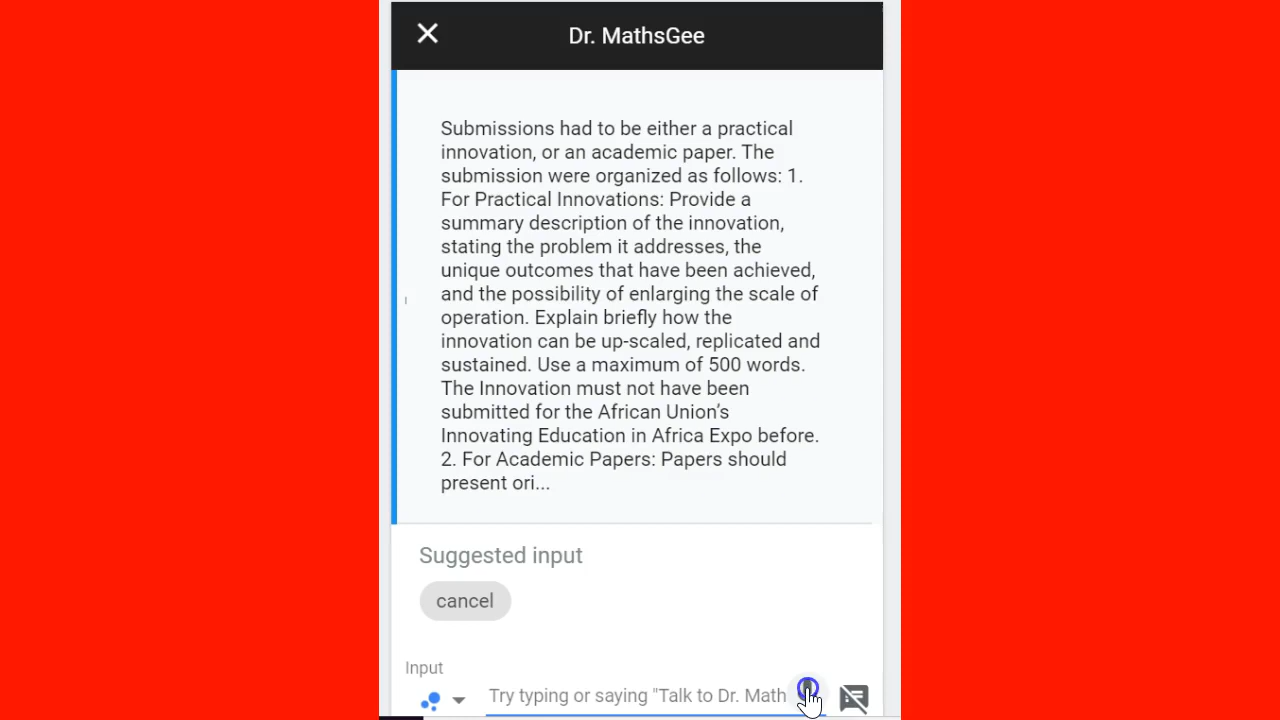 Dr. MathsGee
Submissions had to be either a practical
innovation, or an academic paper. The
submission were organized as follows: 1.
For Practical Innovations: Provide a
summary description of the innovation,
stating the problem it addresses, the
unique outcomes that have been achieved,
and the possibility of enlarging the scale of
operation. Explain briefly how the
innovation can be up-scaled, replicated and
sustained. Use a maximum of 500 words.
The Innovation must not have been
submitted for the African Union's
Innovating Education in Africa Expo before.
2. For Academic Papers: Papers should
present ori...
Suggested input
cancel
Input
Try typing or saying "Talk to Dr. Math